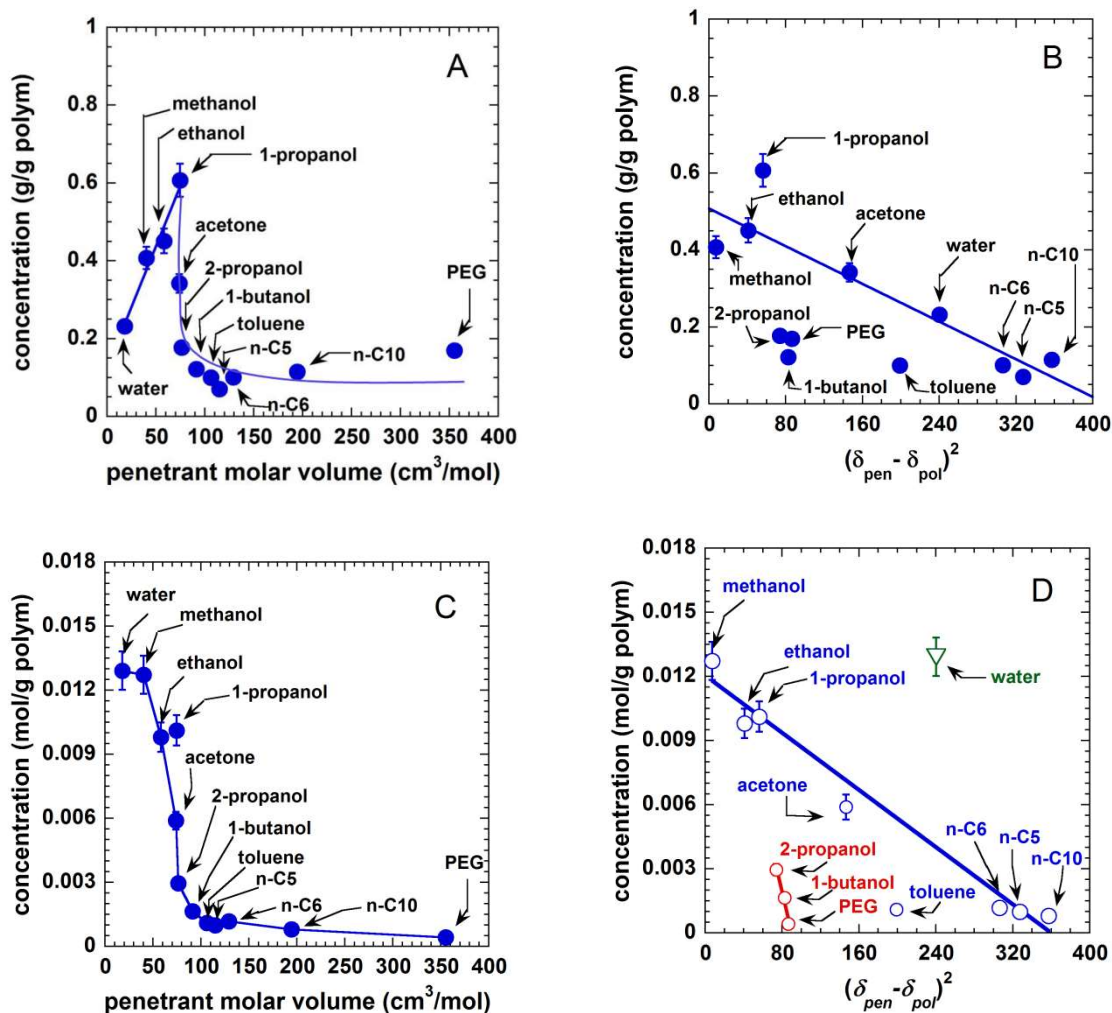 A
concentration (g/g polym)
1
0.8
0.6
0.4
0.2
0
methanol
ethanol
1-propanol
acetone
2-propanol
1-butanol
toluene
n-C5
n-C6
n-C10
PEG
water
0 50 100 150 200 250 300 350 400
penetrant molar volume (cm³/mol)
B
concentration (g/g polym)
1
0.8
0.6
0.4
0.2
0
1-propanol
ethanol
acetone
water
n-C10
n-C6
n-C5
methanol
2-propanol
PEG
1-butanol
toluene
0 80 160 240 320 400
(δpen - δpol)²
C
concentration (mol/g polym)
0.018
0.015
0.012
0.009
0.006
0.003
0
water
methanol
ethanol
1-propanol
acetone
2-propanol
1-butanol
toluene
n-C5
n-C6
n-C10
PEG
0 50 100 150 200 250 300 350 400
penetrant molar volume (cm³/mol)
D
concentration (mol/g polym)
0.018
0.015
0.012
0.009
0.006
0.003
0
methanol
ethanol
1-propanol
water
acetone
n-C6
n-C5
n-C10
2-propanol
1-butanol
PEG
toluene
0 80 160 240 320 400
(δpen-δpol)²